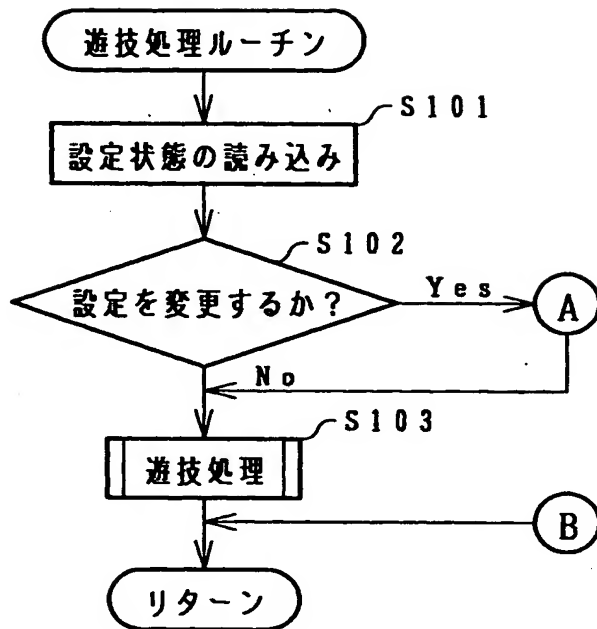 遊技処理ルーチン
S101
設定状態の読み込み
S102
設定を変更するか?
Yes
A
No
S103
遊技処理
B
リターン